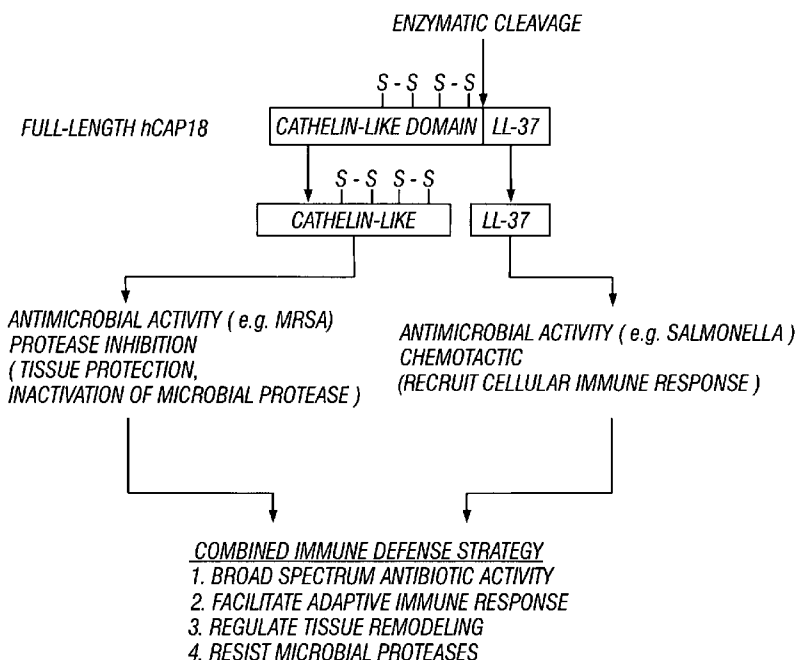 ENZYMATIC CLEAVAGE
S - S S - S
FULL-LENGTH hCAP18
CATHELIN-LIKE DOMAIN LL-37
S - S S - S
CATHELIN-LIKE LL-37
ANTIMICROBIAL ACTIVITY ( e.g. MRSA)
PROTEASE INHIBITION
( TISSUE PROTECTION,
INACTIVATION OF MICROBIAL PROTEASE )
ANTIMICROBIAL ACTIVITY ( e.g. SALMONELLA )
CHEMOTACTIC
(RECRUIT CELLULAR IMMUNE RESPONSE )
COMBINED IMMUNE DEFENSE STRATEGY
1. BROAD SPECTRUM ANTIBIOTIC ACTIVITY
2. FACILITATE ADAPTIVE IMMUNE RESPONSE
3. REGULATE TISSUE REMODELING
4. RESIST MICROBIAL PROTEASES